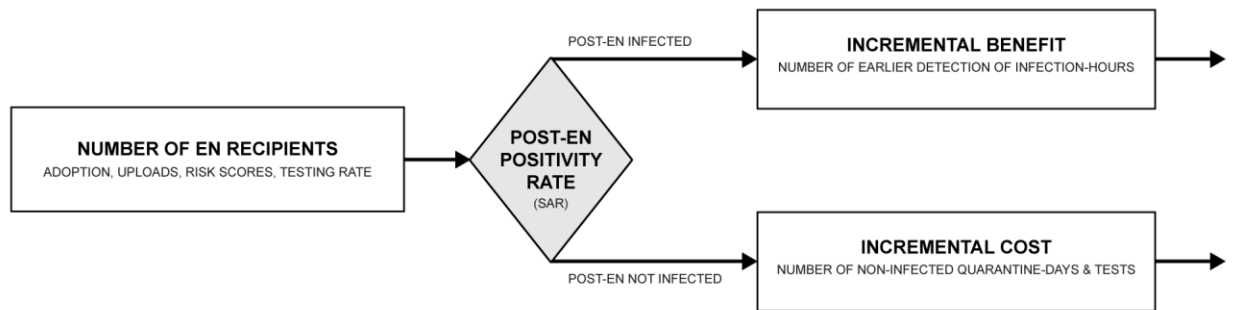 NUMBER OF EN RECIPIENTS
ADOPTION, UPLOADS, RISK SCORES, TESTING RATE
POST-EN
POSITIVITY
RATE
(SAR)
POST-EN INFECTED
INCREMENTAL BENEFIT
NUMBER OF EARLIER DETECTION OF INFECTION-HOURS
POST-EN NOT INFECTED
INCREMENTAL COST
NUMBER OF NON-INFECTED QUARANTINE-DAYS & TESTS